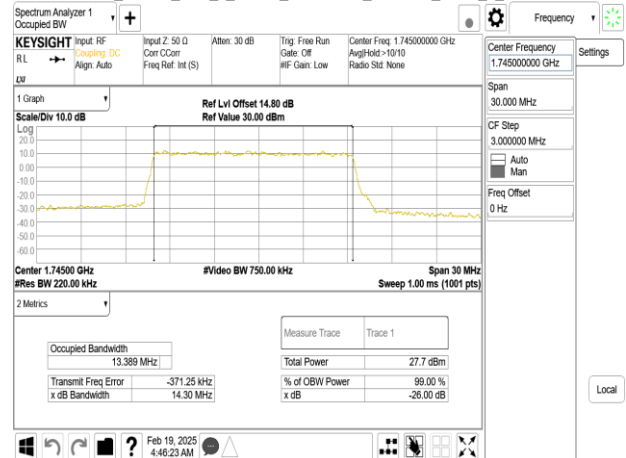 Spectrum Analyzer 1
Occupied BW
Frequency
KEYSIGHT
Input: RF
Coupling: DC
Align: Auto
Input Z: 50 Ω
Corr CCorr
Freq Ref: Int (S)
Atten: 30 dB
Trig: Free Run
Gate: Off
#IF Gain: Low
Center Freq: 1.745000000 GHz
Avg|Hold:>10/10
Radio Std: None
RL
LXI
Center Frequency
1.745000000 GHz
Settings
Span
30.000 MHz
CF Step
3.000000 MHz
Auto
Man
Freq Offset
0 Hz
Local
1 Graph
Ref Lvl Offset 14.80 dB
Scale/Div 10.0 dB
Ref Value 30.00 dBm
Log
20.0
10.0
0.00
-10.0
-20.0
-30.0
-40.0
-50.0
-60.0
Center 1.74500 GHz
#Video BW 750.00 kHz
Span 30 MHz
#Res BW 220.00 kHz
Sweep 1.00 ms (1001 pts)
2 Metrics
Measure Trace
Trace 1
Occupied Bandwidth
13.389 MHz
Total Power
27.7 dBm
Transmit Freq Error
-371.25 kHz
% of OBW Power
99.00 %
x dB Bandwidth
14.30 MHz
x dB
-26.00 dB
?
Feb 19, 2025
4:46:23 AM